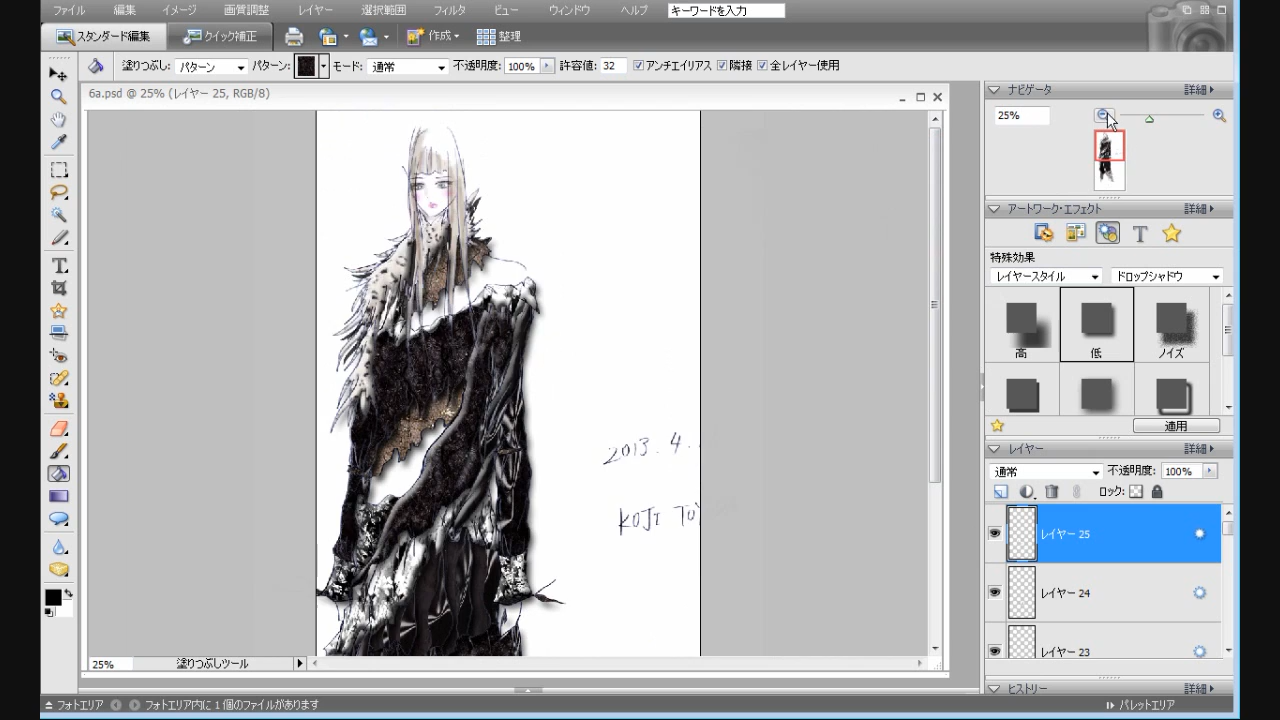 ファイル 編集 イメージ 画質調整 レイヤー 選択範囲 フィルタ ビュー ウィンドウ ヘルプ キーワードを入力
スタンダード編集 クイック補正 作成 整理
塗りつぶし: パターン パターン: モード: 通常 不透明度: 100% 許容値: 32 アンチエイリアス 隣接 全レイヤー使用
6a.psd @ 25% (レイヤー 25, RGB/8)
2013. 4.
KOJI
25% 塗りつぶしツール
ナビゲータ 詳細
25%
アートワーク・エフェクト 詳細
特殊効果
レイヤースタイル ドロップシャドウ
高 低 ノイズ
適用
レイヤー 詳細
通常 不透明度: 100%
ロック:
レイヤー 25
レイヤー 24
レイヤー 23
ヒストリー 詳細
フォトエリア フォトエリア内に 1 個のファイルがあります パレットエリア